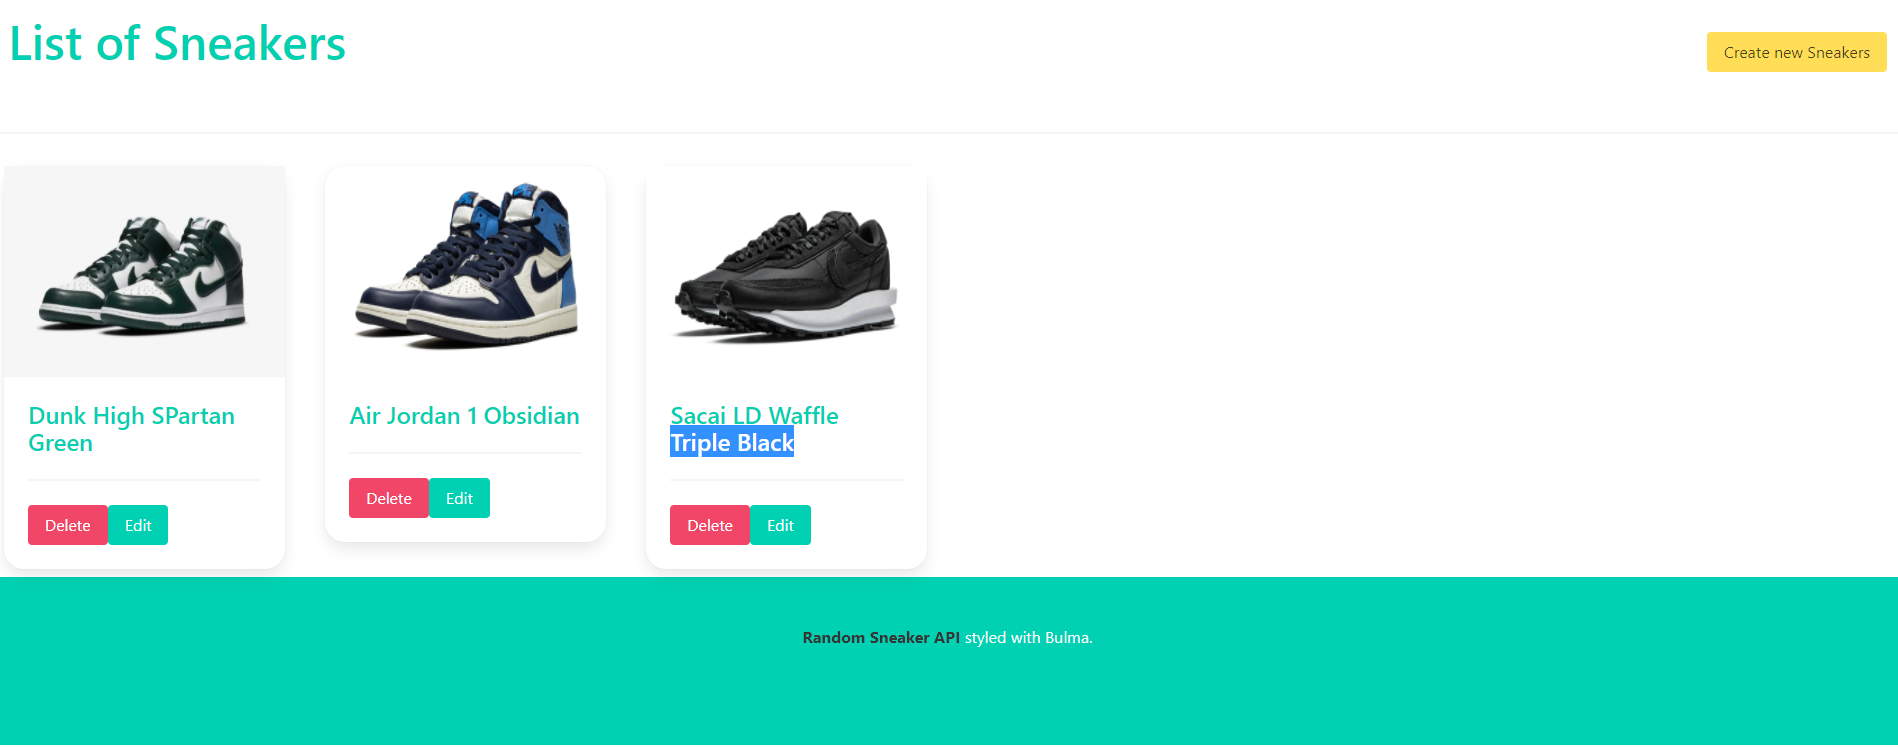 List of Sneakers
Create new Sneakers
Dunk High SPartan
Green
Delete
Edit
Air Jordan 1 Obsidian
Delete
Edit
Sacai LD Waffle
Triple Black
Delete
Edit
Random Sneaker API styled with Bulma.